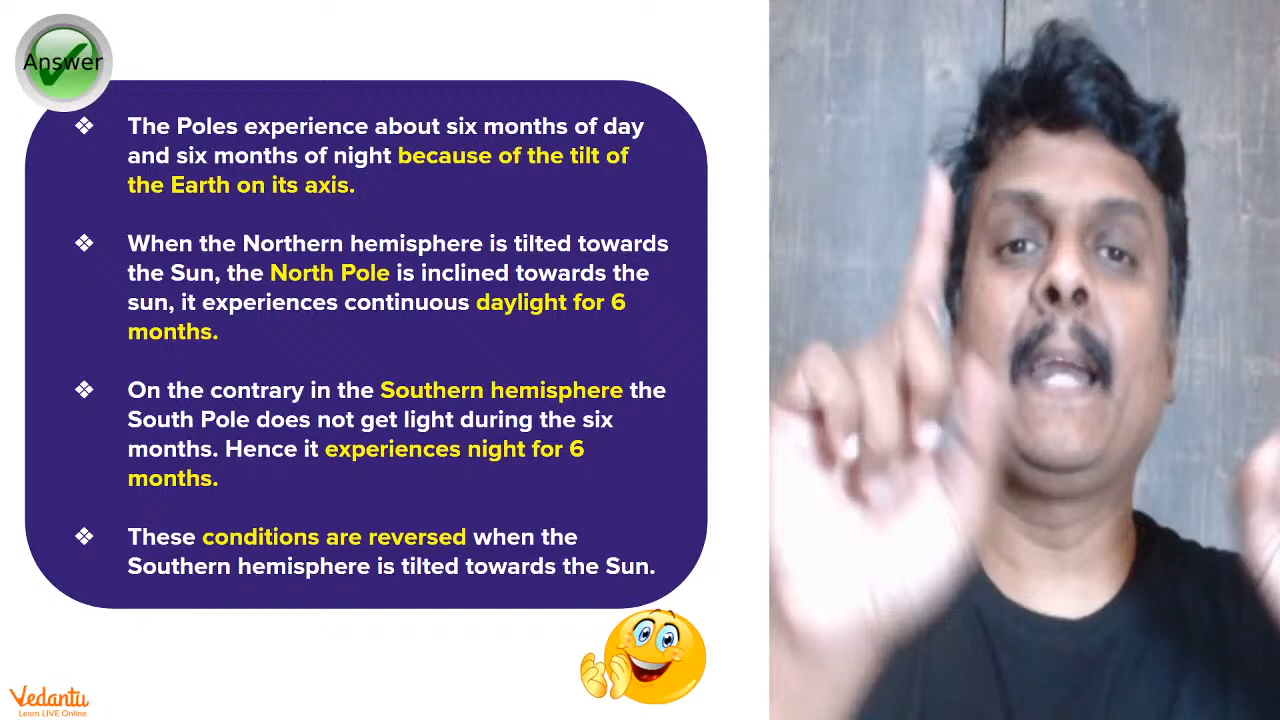 Answer
❖ The Poles experience about six months of day
and six months of night because of the tilt of
the Earth on its axis.
❖ When the Northern hemisphere is tilted towards
the Sun, the North Pole is inclined towards the
sun, it experiences continuous daylight for 6
months.
❖ On the contrary in the Southern hemisphere the
South Pole does not get light during the six
months. Hence it experiences night for 6
months.
❖ These conditions are reversed when the
Southern hemisphere is tilted towards the Sun.
Vedantu
Learn LIVE Online